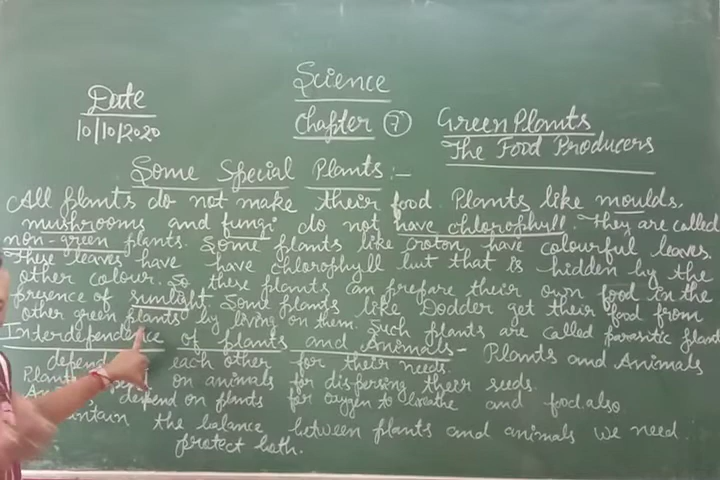 Science
Date
10/10/2020
Chapter 7
Green Plants
The Food Producers
Some Special Plants :-
All plants do not make their food. Plants like moulds,
mushrooms and fungi do not have chlorophyll. They are called
non-green plants. Some plants like croton have colourful leaves.
These leaves have have chlorophyll but that is hidden by the
other colour. So these plants can prepare their own food in the
presence of sunlight. Some plants like Dodder get their food from
other green plants by living on them. Such plants are called parasitic plant
Interdependence of plants and Animals - Plants and Animals
depend each other for their needs.
Plants on animals for dispersing their seeds.
depend on plants for oxygen to breathe and food also
the balance between plants and animals we need
protect both.